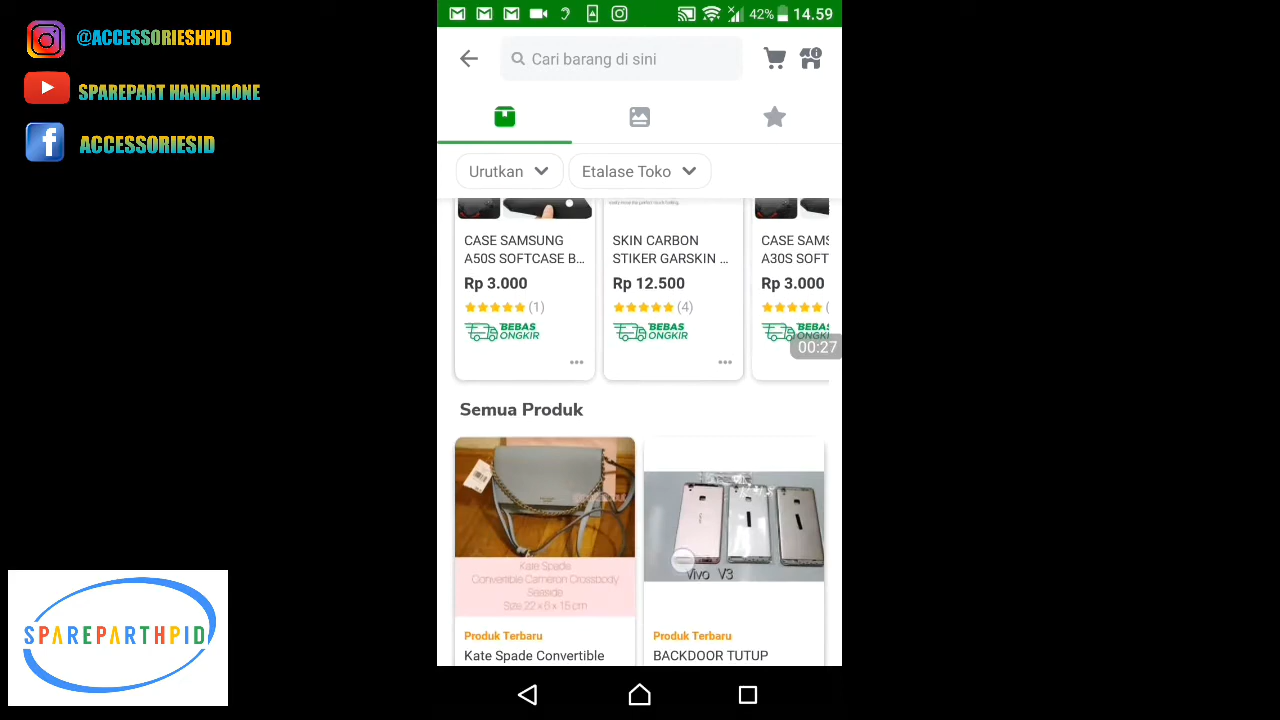 @ACCESSORIESHPID
SPAREPART HANDPHONE
ACCESSORIESID
SPAREPARTHPID
42% 14.59
Cari barang di sini
Urutkan
Etalase Toko
CASE SAMSUNG
A50S SOFTCASE B...
Rp 3.000
(1)
BEBAS
ONGKIR
SKIN CARBON
STIKER GARSKIN ...
Rp 12.500
(4)
BEBAS
ONGKIR
CASE SAMS
A30S SOFT
Rp 3.000
BEBAS
ONGKIR
00:27
Semua Produk
Kate Spade
Convertible Cameron Crossbody
Seaside
Size 22 x 6 x 15 cm
Produk Terbaru
Kate Spade Convertible
Vivo V3
Produk Terbaru
BACKDOOR TUTUP